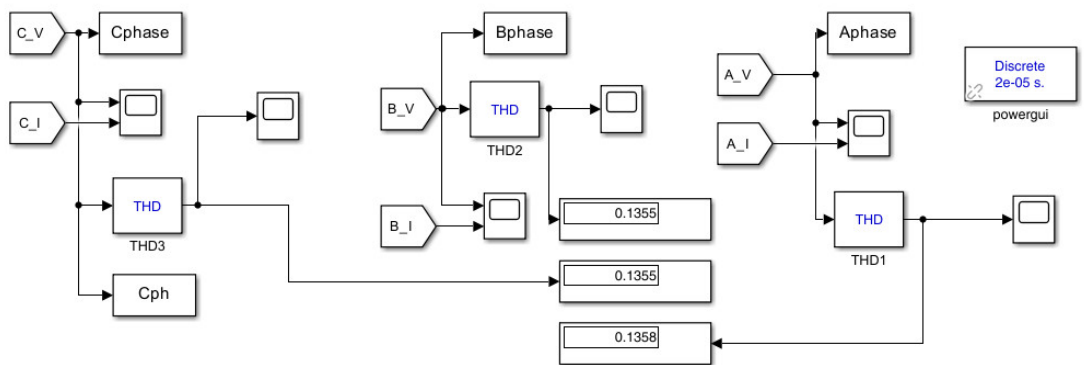 C_V
Cphase
C_I
THD
THD3
Cph
Bphase
B_V
THD
THD2
B_I
0.1355
0.1355
0.1358
Aphase
A_V
A_I
THD
THD1
Discrete
2e-05 s.
powergui